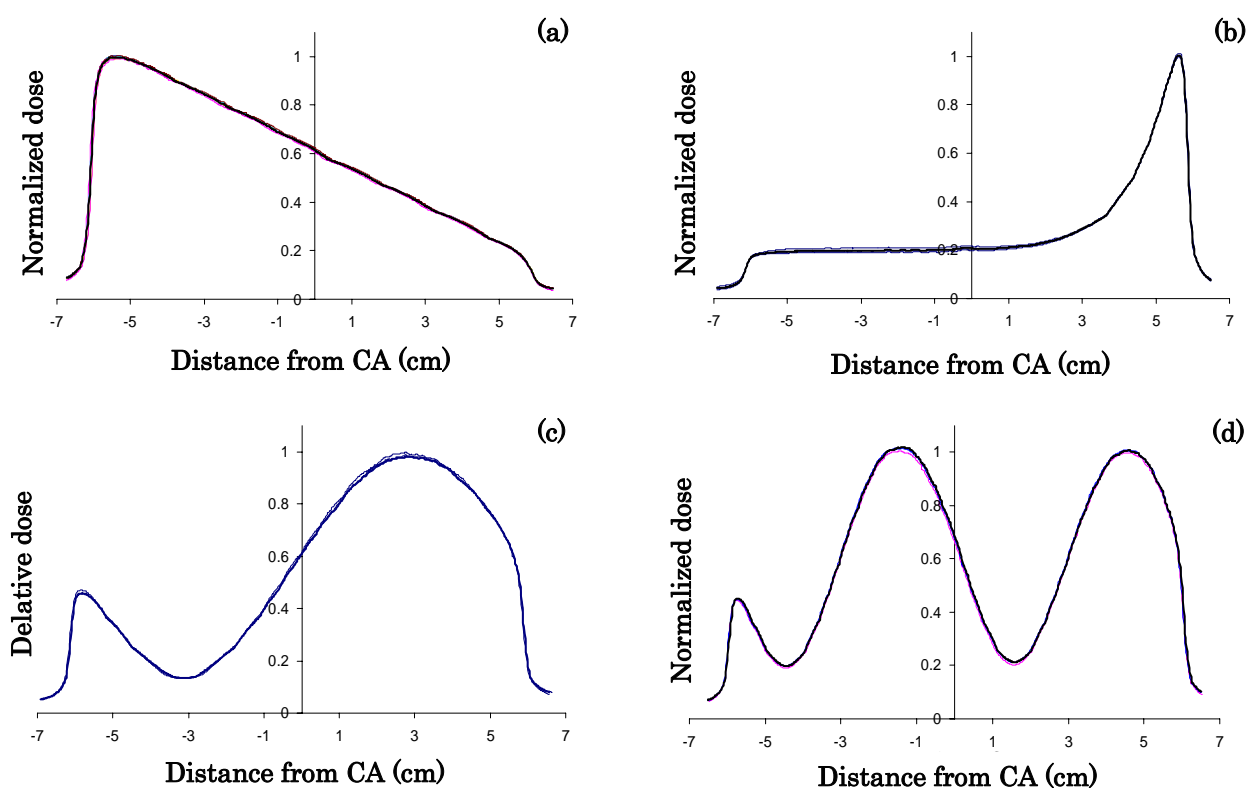 (a)
Normalized dose
1
0.8
0.6
0.4
0.2
0
-7 -5 -3 -1 1 3 5 7
Distance from CA (cm)
(b)
Normalized dose
1
0.8
0.6
0.4
0.2
0
-7 -5 -3 -1 1 3 5 7
Distance from CA (cm)
(c)
Delative dose
1
0.8
0.6
0.4
0.2
0
-7 -5 -3 -1 1 3 5 7
Distance from CA (cm)
(d)
Normalized dose
1
0.8
0.6
0.4
0.2
0
-7 -5 -3 -1 1 3 5 7
Distance from CA (cm)